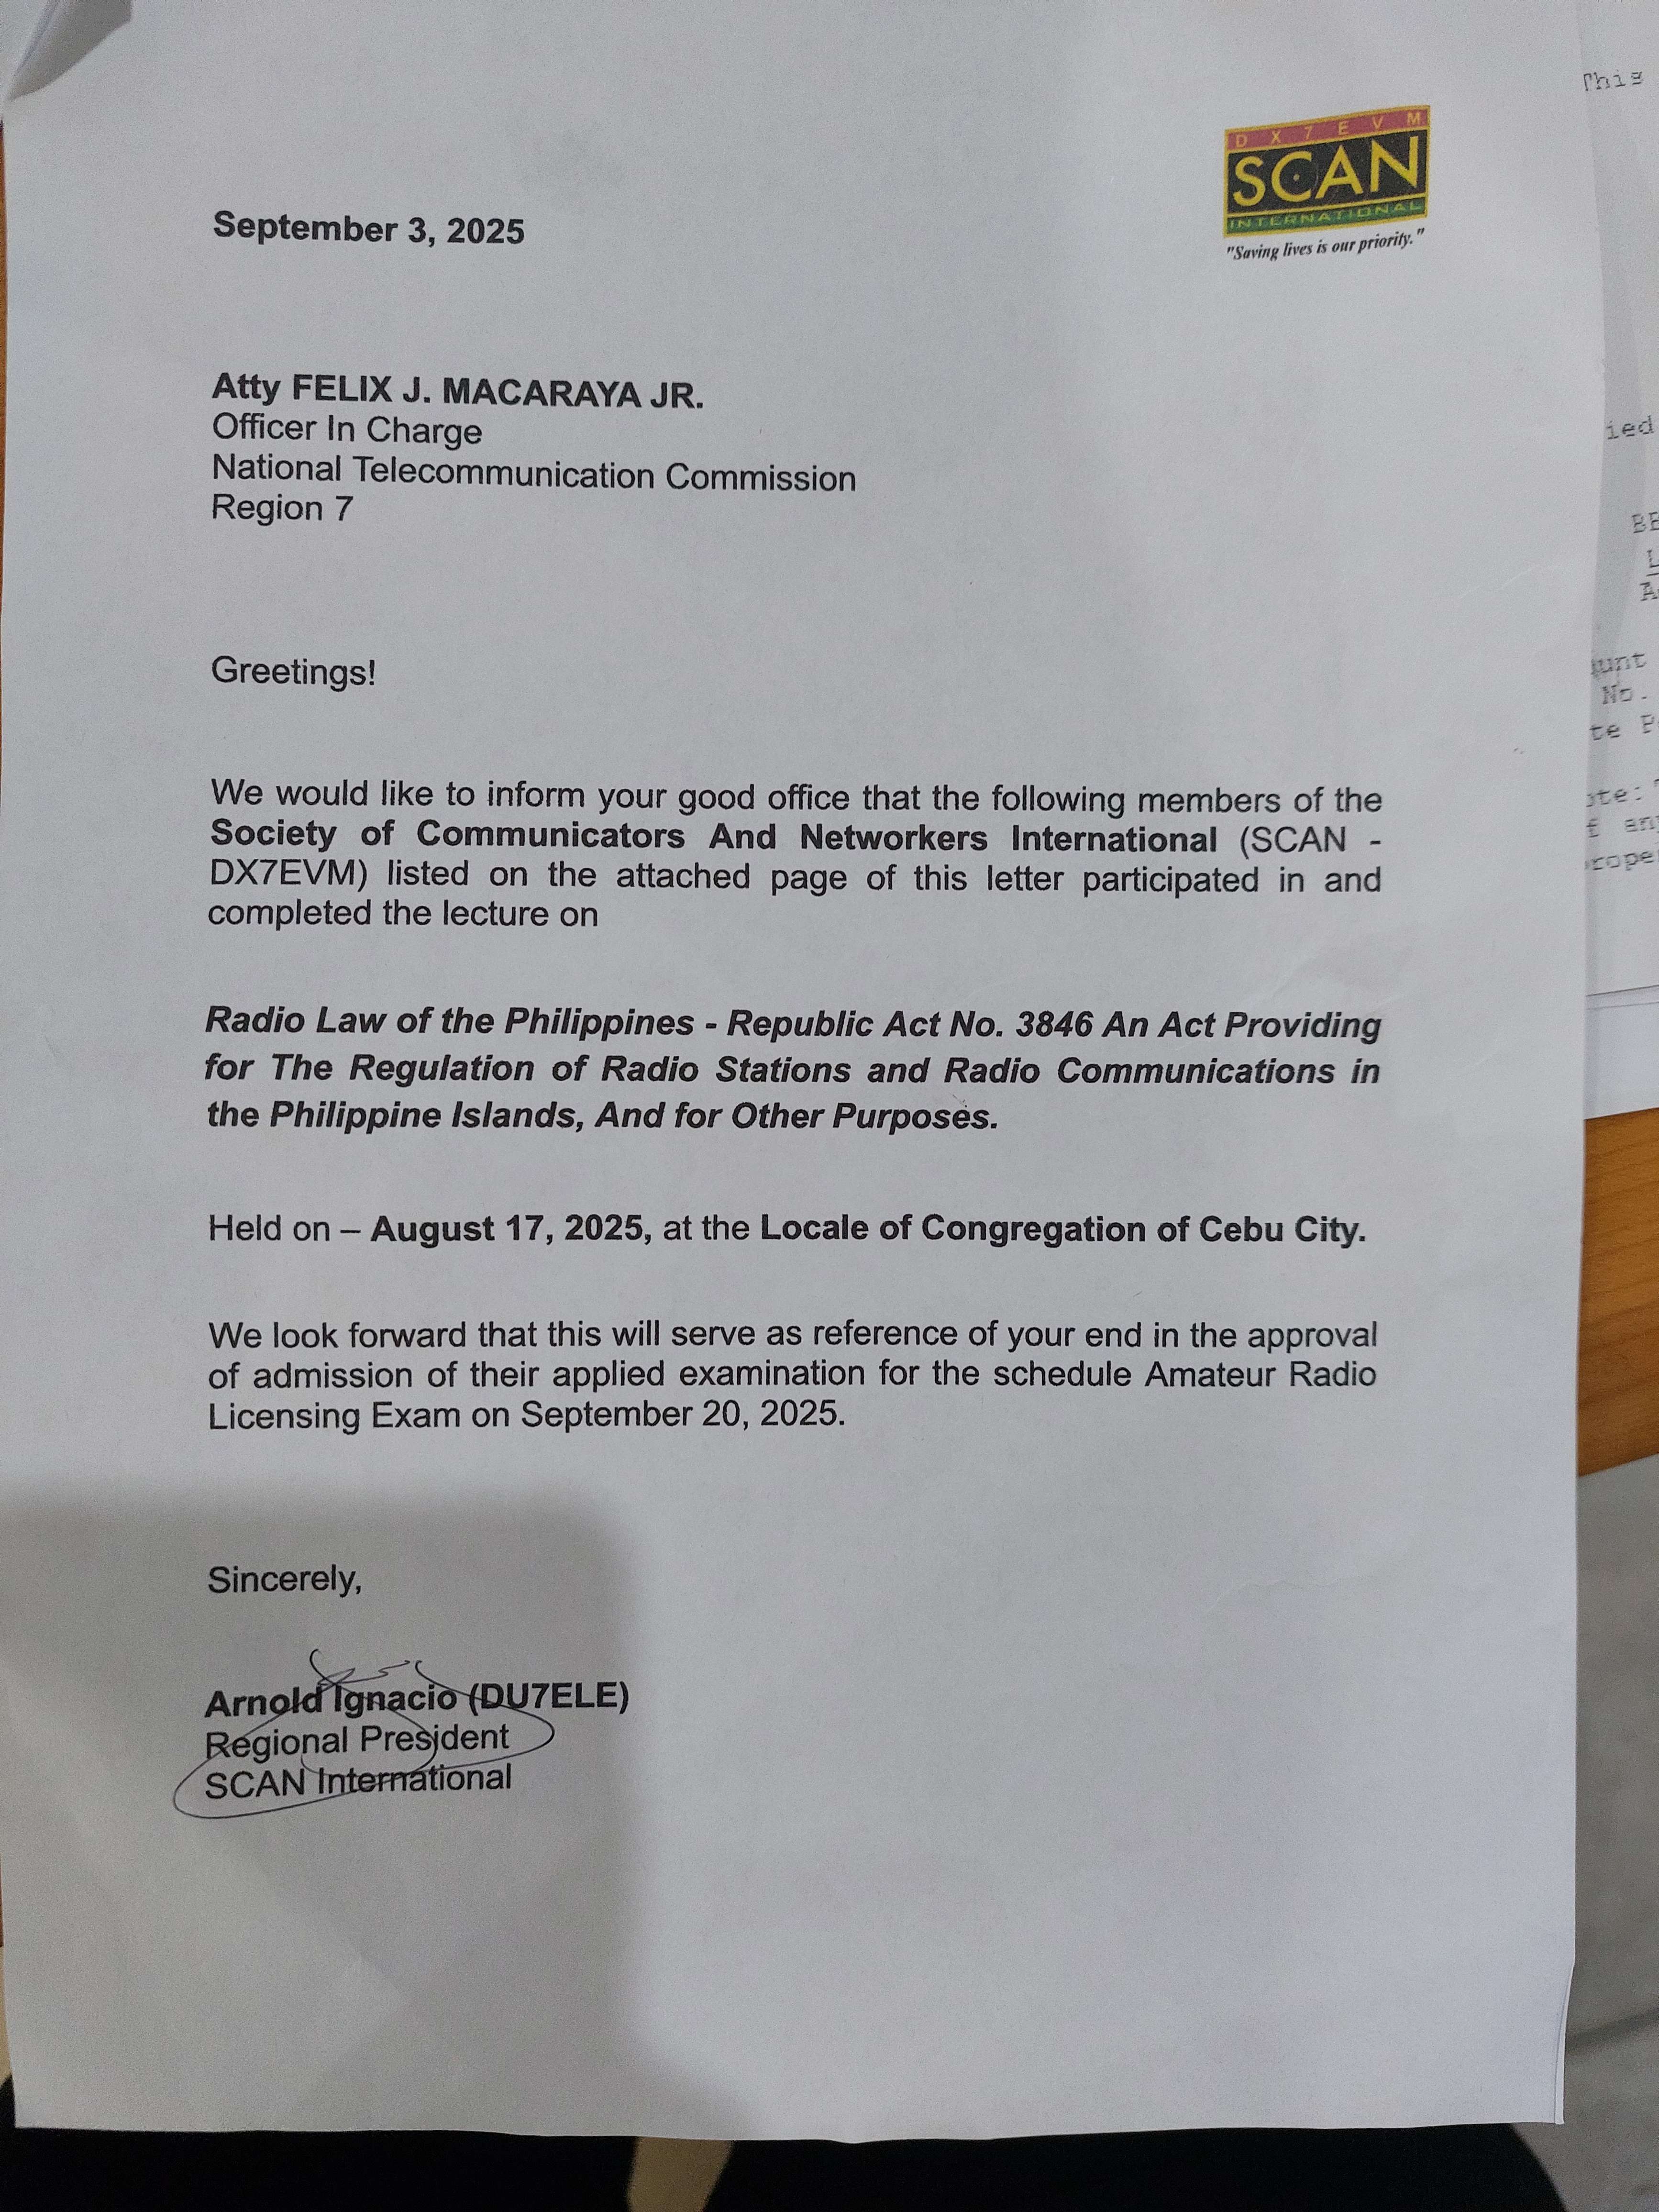 This
D X 7 E V M
SCAN
INTERNATIONAL
"Saving lives is our priority."
September 3, 2025
Atty FELIX J. MACARAYA JR.
Officer In Charge
National Telecommunication Commission
Region 7
Greetings!
We would like to inform your good office that the following members of the
Society of Communicators And Networkers International (SCAN -
DX7EVM) listed on the attached page of this letter participated in and
completed the lecture on
Radio Law of the Philippines - Republic Act No. 3846 An Act Providing
for The Regulation of Radio Stations and Radio Communications in
the Philippine Islands, And for Other Purposes.
Held on – August 17, 2025, at the Locale of Congregation of Cebu City.
We look forward that this will serve as reference of your end in the approval
of admission of their applied examination for the schedule Amateur Radio
Licensing Exam on September 20, 2025.
Sincerely,
Arnold Ignacio (DU7ELE)
Regional President
SCAN International
No.